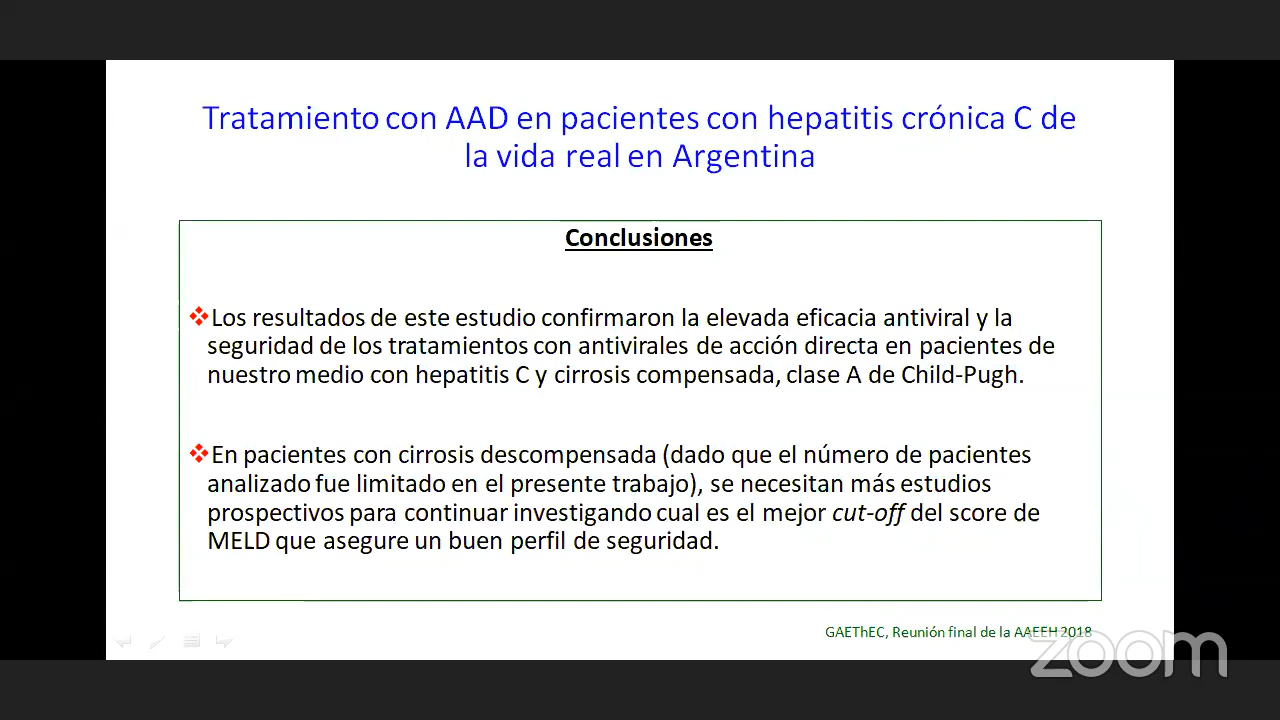 Tratamiento con AAD en pacientes con hepatitis crónica C de
la vida real en Argentina
Conclusiones
Los resultados de este estudio confirmaron la elevada eficacia antiviral y la
seguridad de los tratamientos con antivirales de acción directa en pacientes de
nuestro medio con hepatitis C y cirrosis compensada, clase A de Child-Pugh.
En pacientes con cirrosis descompensada (dado que el número de pacientes
analizado fue limitado en el presente trabajo), se necesitan más estudios
prospectivos para continuar investigando cual es el mejor cut-off del score de
MELD que asegure un buen perfil de seguridad.
GAEThEC, Reunión final de la AAEEH 2018
zoom